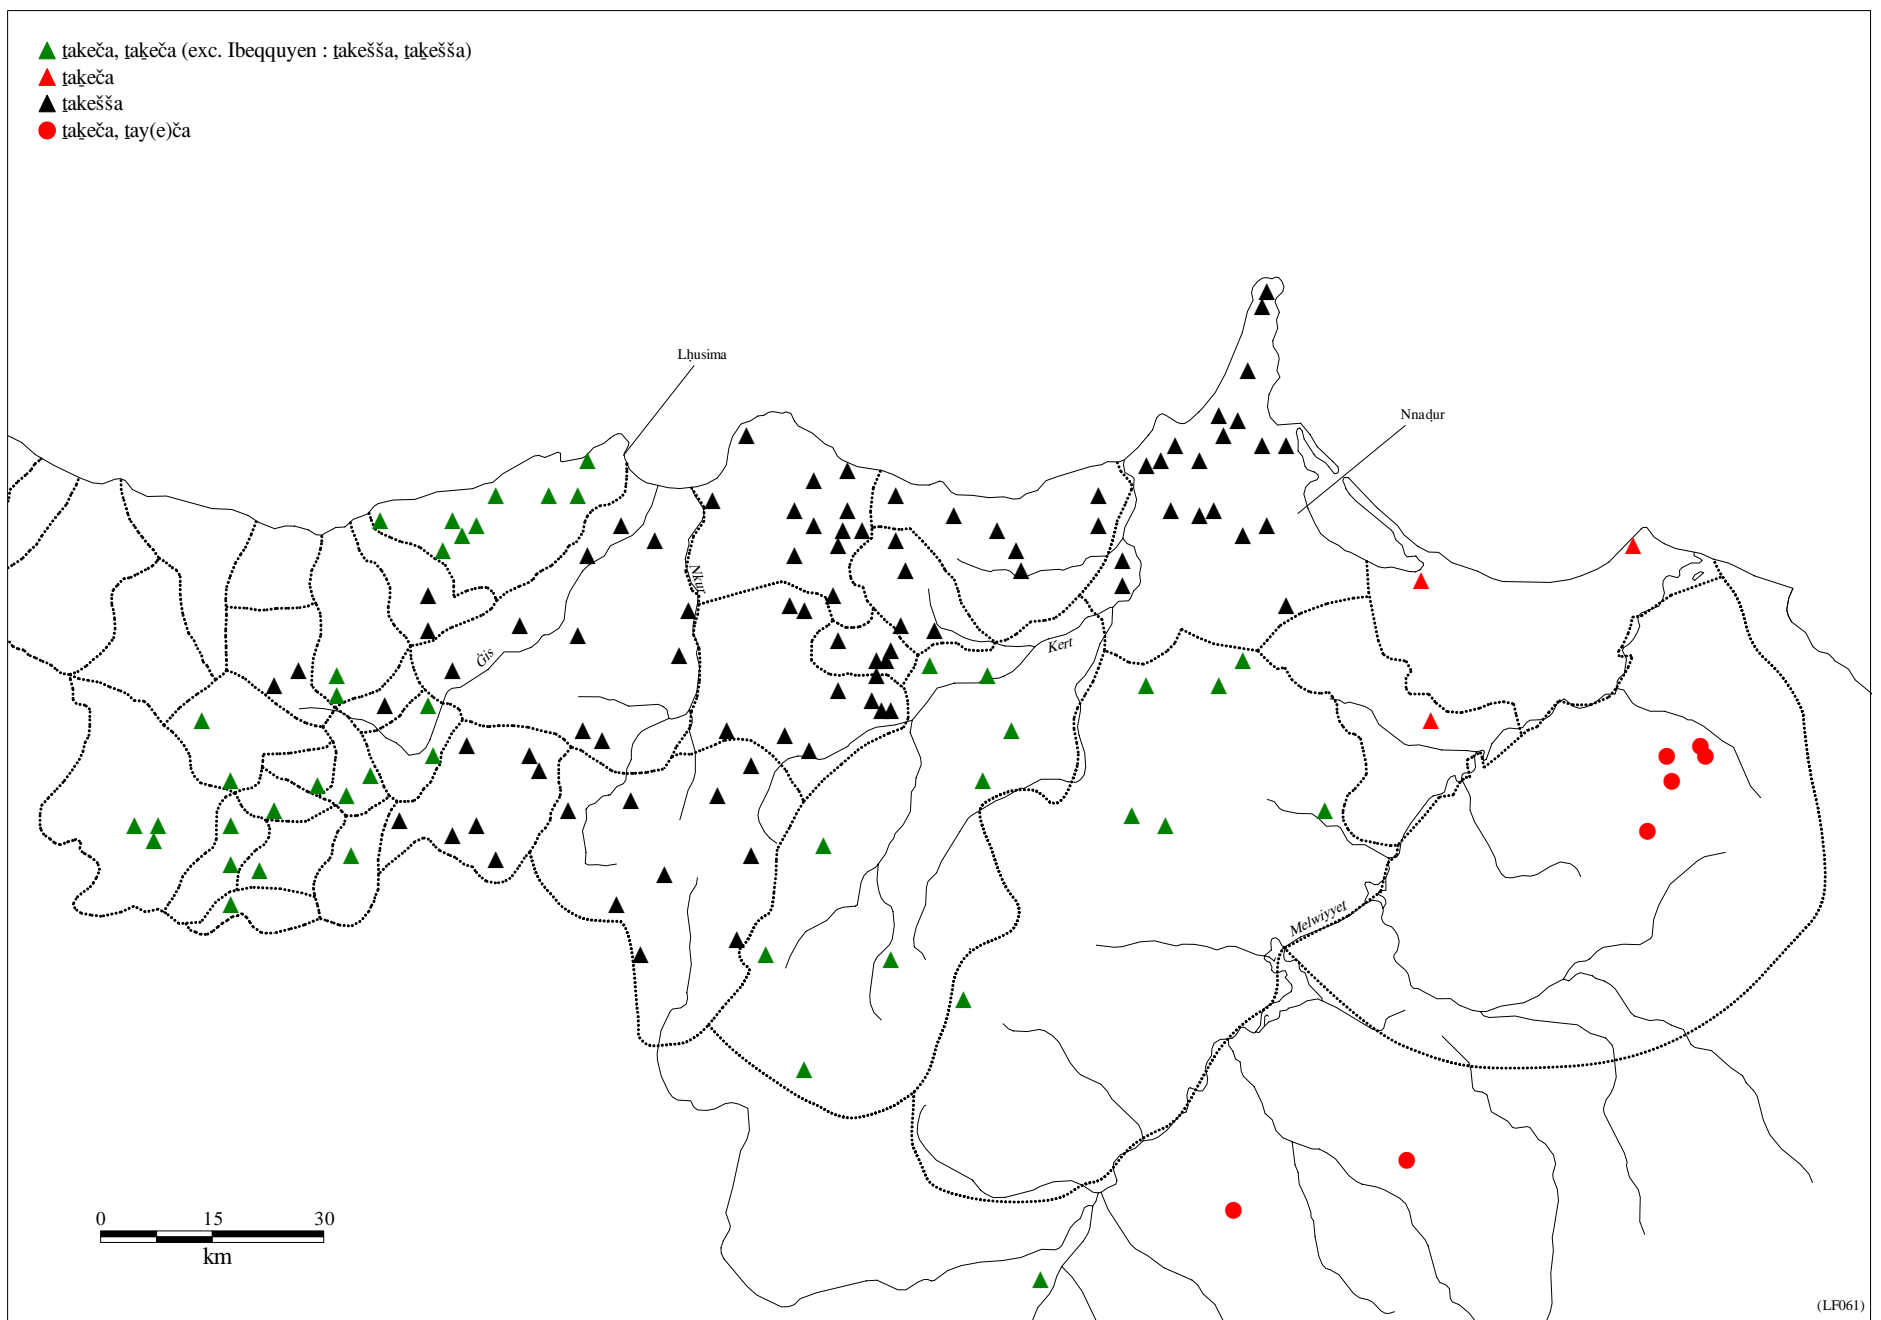 ṯakeča, ṯaḵeča (exc. Ibeqquyen : ṯakešša, ṯaḵešša)
ṯaḵeča
ṯakešša
ṯaḵeča, ṯay(e)ča
Lḥusima
Nnaḍur
Nkur
Ġis
Kert
Melwiyyet
0 15 30
km
(LF061)